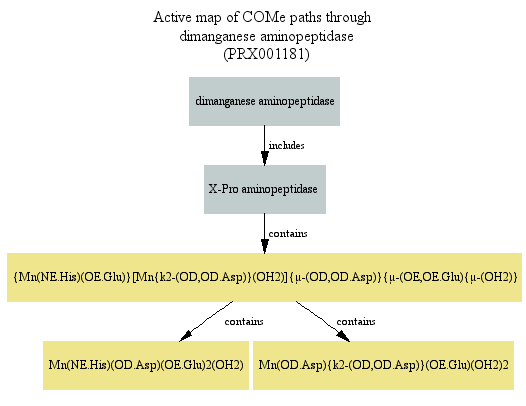 Active map of COMe paths through
dimanganese aminopeptidase
(PRX001181)
dimanganese aminopeptidase
includes
X-Pro aminopeptidase
contains
{Mn(NE.His)(OE.Glu)}[Mn{k2-(OD,OD.Asp)}(OH2)]{µ-(OD,OD.Asp)}{µ-(OE,OE.Glu){µ-(OH2)}
contains
contains
Mn(NE.His)(OD.Asp)(OE.Glu)2(OH2)
Mn(OD.Asp){k2-(OD,OD.Asp)}(OE.Glu)(OH2)2